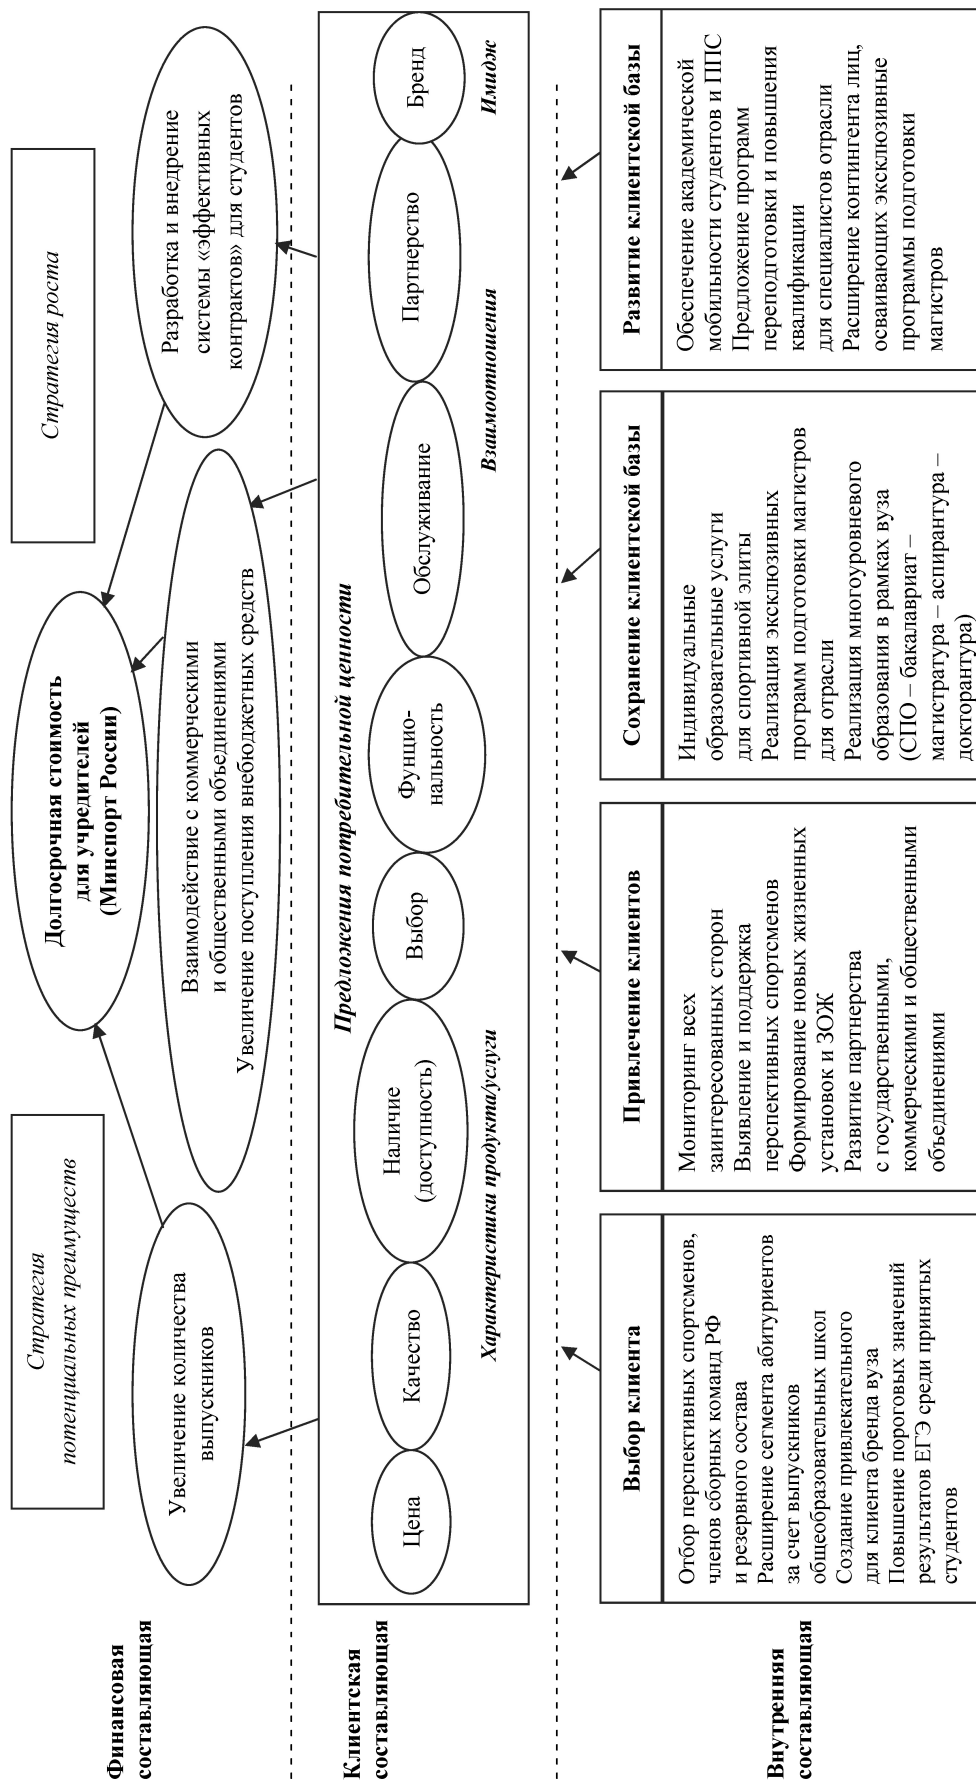 Финансовая
составляющая
Стратегия
потенциальных преимуществ
Стратегия роста
Долгосрочная стоимость
для учредителей
(Минспорт России)
Увеличение количества
выпускников
Взаимодействие с коммерческими
и общественными объединениями
Увеличение поступления внебюджетных средств
Разработка и внедрение
системы «эффективных
контрактов» для студентов
Клиентская
составляющая
Предложения потребительной ценности
Цена
Качество
Наличие
(доступность)
Выбор
Фунцио-
нальность
Обслуживание
Партнерство
Бренд
Характеристики продукта/услуги
Взаимоотношения
Имидж
Внутренняя
составляющая
Выбор клиента
Отбор перспективных спортсменов,
членов сборных команд РФ
и резервного состава
Расширение сегмента абитуриентов
за счет выпускников
общеобразовательных школ
Создание привлекательного
для клиента бренда вуза
Повышение пороговых значений
результатов ЕГЭ среди принятых
студентов
Привлечение клиентов
Мониторинг всех
заинтересованных сторон
Выявление и поддержка
перспективных спортсменов
Формирование новых жизненных
установок и ЗОЖ
Развитие партнерства
с государственными,
коммерческими и общественными
объединениями
Сохранение клиентской базы
Индивидуальные
образовательные услуги
для спортивной элиты
Реализация эксклюзивных
программ подготовки магистров
для отрасли
Реализация многоуровневого
образования в рамках вуза
(СПО – бакалавриат –
магистратура – аспирантура –
докторантура)
Развитие клиентской базы
Обеспечение академической
мобильности студентов и ППС
Предложение программ
переподготовки и повышения
квалификации
для специалистов отрасли
Расширение контингента лиц,
осваивающих эксклюзивные
программы подготовки
магистров